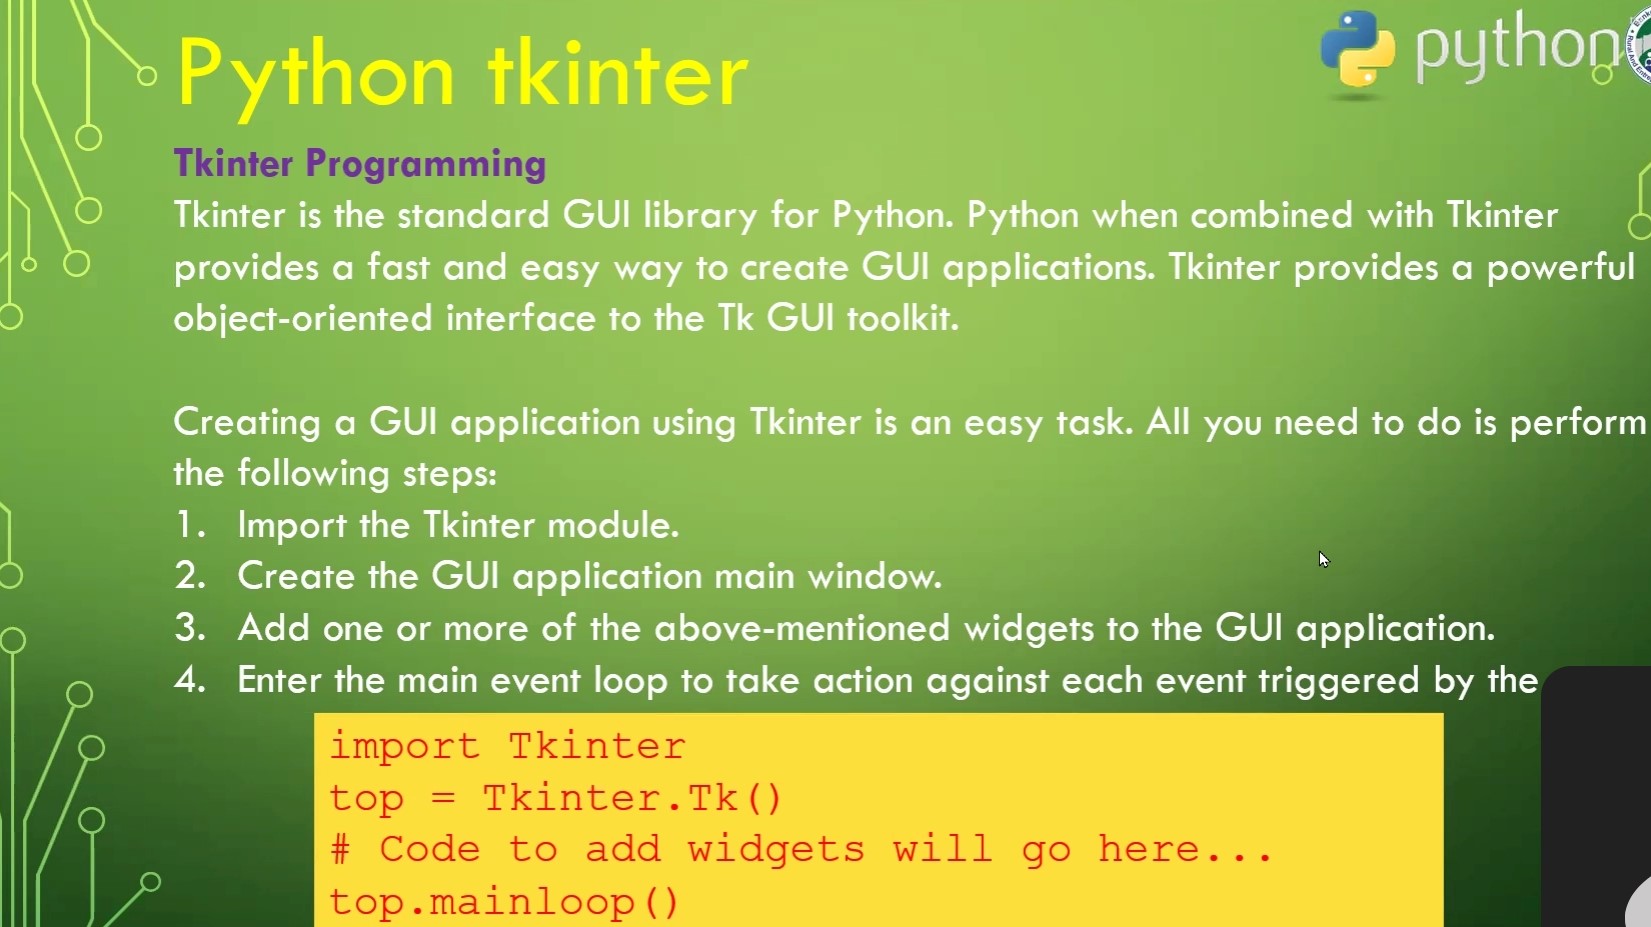 Python tkinter
python
Tkinter Programming
Tkinter is the standard GUI library for Python. Python when combined with Tkinter
provides a fast and easy way to create GUI applications. Tkinter provides a powerful
object-oriented interface to the Tk GUI toolkit.
Creating a GUI application using Tkinter is an easy task. All you need to do is perform
the following steps:
1. Import the Tkinter module.
2. Create the GUI application main window.
3. Add one or more of the above-mentioned widgets to the GUI application.
4. Enter the main event loop to take action against each event triggered by the
import Tkinter
top = Tkinter.Tk()
# Code to add widgets will go here...
top.mainloop()